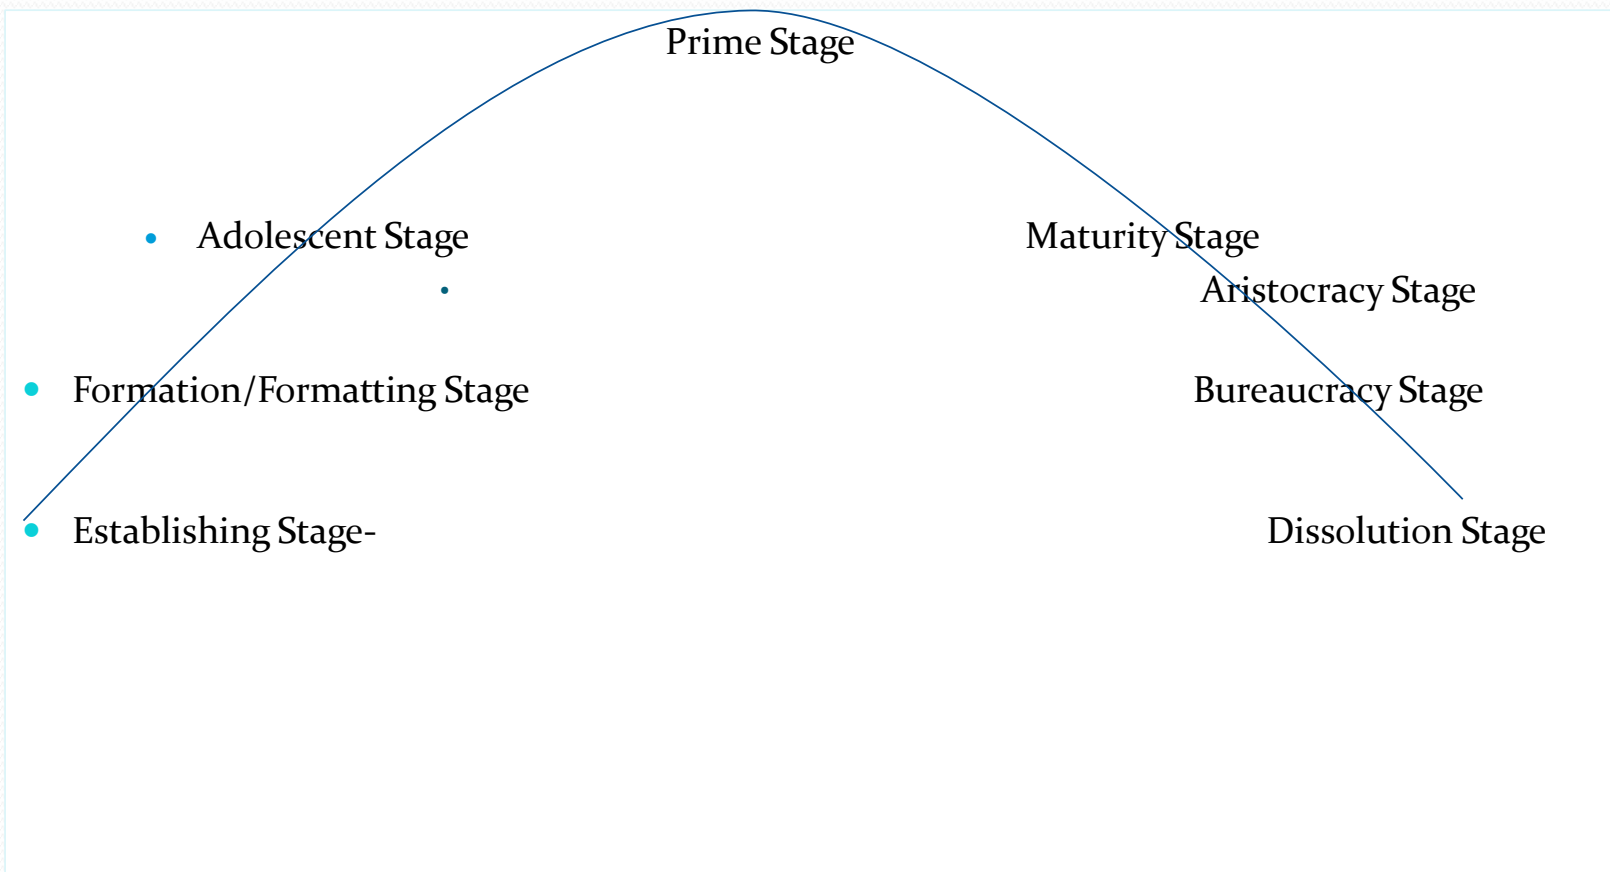 Prime Stage
Adolescent Stage
Maturity Stage
Aristocracy Stage
Formation/Formatting Stage
Bureaucracy Stage
Establishing Stage-
Dissolution Stage